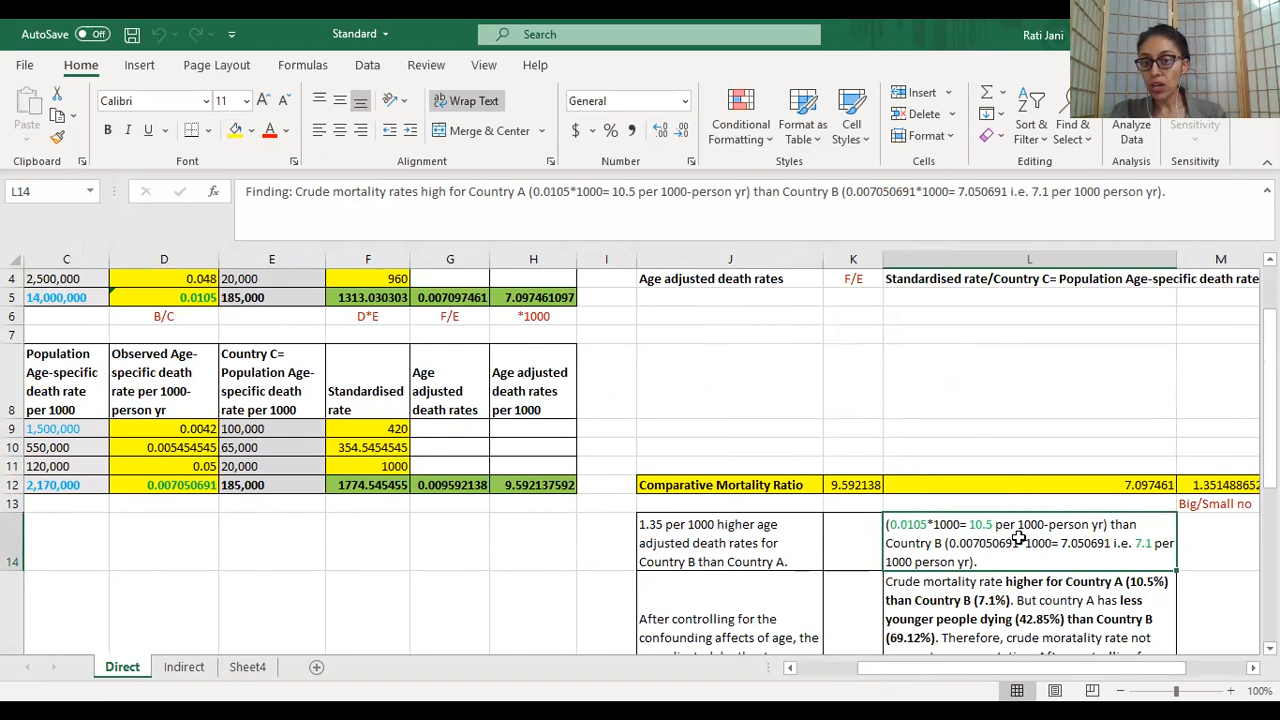 AutoSave Off Standard Search Rati Jani
File Home Insert Page Layout Formulas Data Review View Help
Calibri 11 Wrap Text General Insert
Paste Merge & Center Conditional Formatting Format as Table Cell Styles Delete Format Sort & Filter Find & Select Analyze Data Sensitivity
Clipboard Font Alignment Number Styles Cells Editing Analysis Sensitivity
L14 fx Finding: Crude mortality rates high for Country A (0.0105*1000= 10.5 per 1000-person yr) than Country B (0.007050691*1000= 7.050691 i.e. 7.1 per 1000 person yr).
C D E F G H I J K L M
4 2,500,000 0.048 20,000 960 Age adjusted death rates F/E Standardised rate/Country C= Population Age-specific death rate
5 14,000,000 0.0105 185,000 1313.030303 0.007097461 7.097461097
6 B/C D*E F/E *1000
7
8 Population Age-specific death rate per 1000 Observed Age-specific death rate per 1000-person yr Country C= Population Age-specific death rate per 1000 Standardised rate Age adjusted death rates Age adjusted death rates per 1000
9 1,500,000 0.0042 100,000 420
10 550,000 0.005454545 65,000 354.5454545
11 120,000 0.05 20,000 1000
12 2,170,000 0.007050691 185,000 1774.545455 0.009592138 9.592137592 Comparative Mortality Ratio 9.592138 7.097461 1.351488652
13 Big/Small no
14 1.35 per 1000 higher age adjusted death rates for Country B than Country A.
(0.0105*1000= 10.5 per 1000-person yr) than
Country B (0.007050691*1000= 7.050691 i.e. 7.1 per
1000 person yr).
After controlling for the
confounding affects of age, the
Crude mortality rate higher for Country A (10.5%)
than Country B (7.1%). But country A has less
younger people dying (42.85%) than Country B
(69.12%). Therefore, crude moratality rate not
Direct Indirect Sheet4
100%